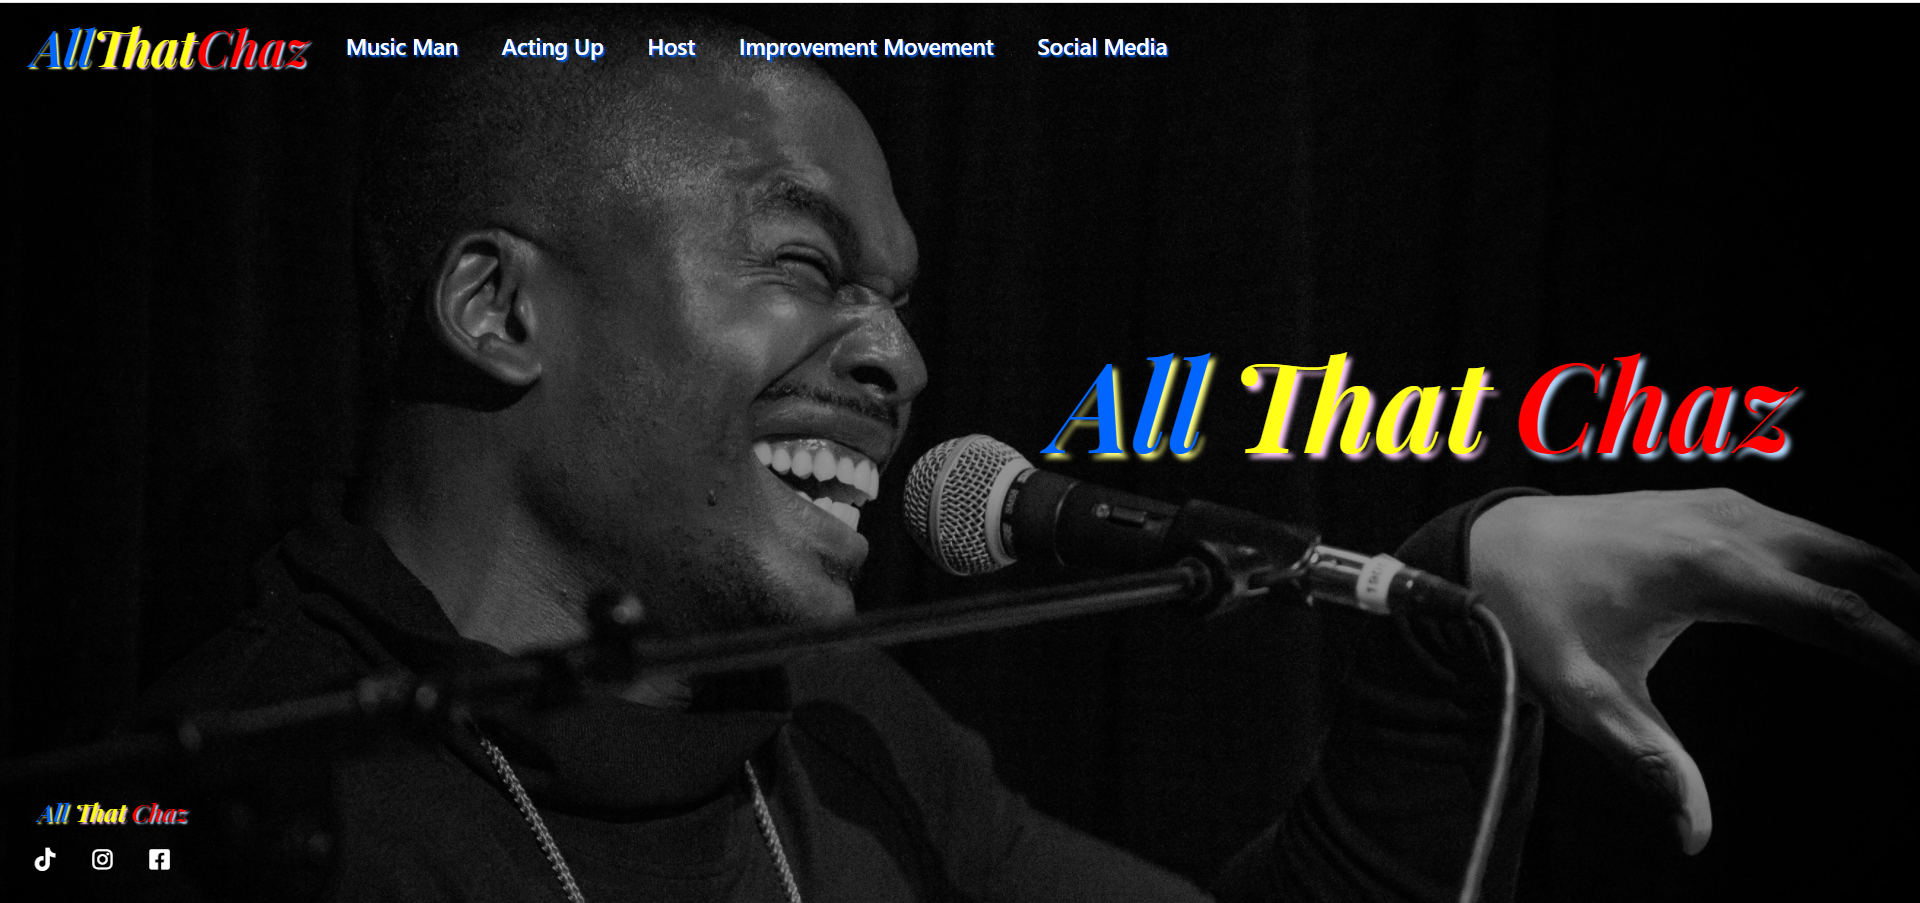 AllThatChaz Music Man Acting Up Host Improvement Movement Social Media
All That Chaz
All That Chaz